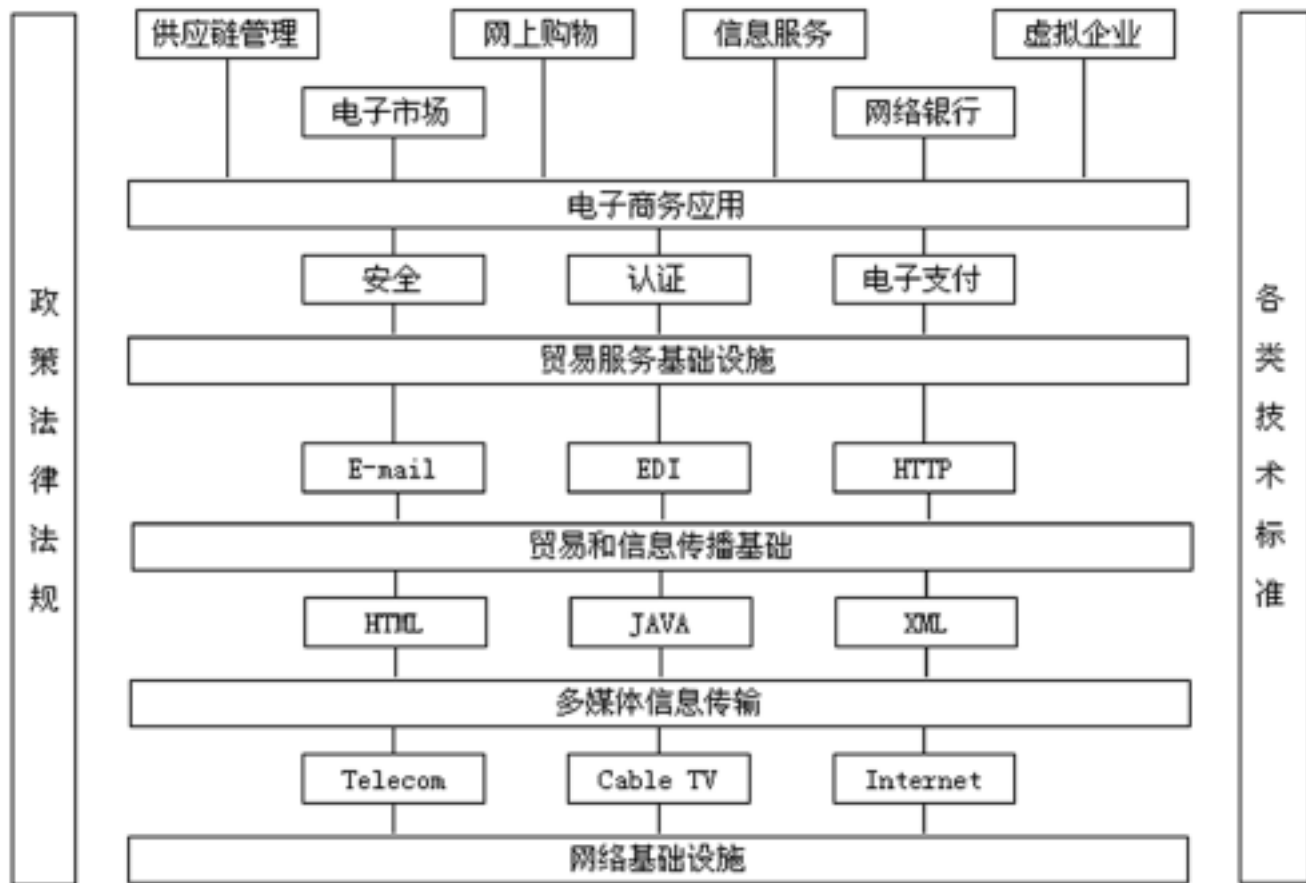 供应链管理
网上购物
信息服务
虚拟企业
电子市场
网络银行
电子商务应用
安全
认证
电子支付
贸易服务基础设施
E-mail
EDI
HTTP
贸易和信息传播基础
HTML
JAVA
XML
多媒体信息传输
Telecom
Cable TV
Internet
网络基础设施
政策法律法规
各类技术标准